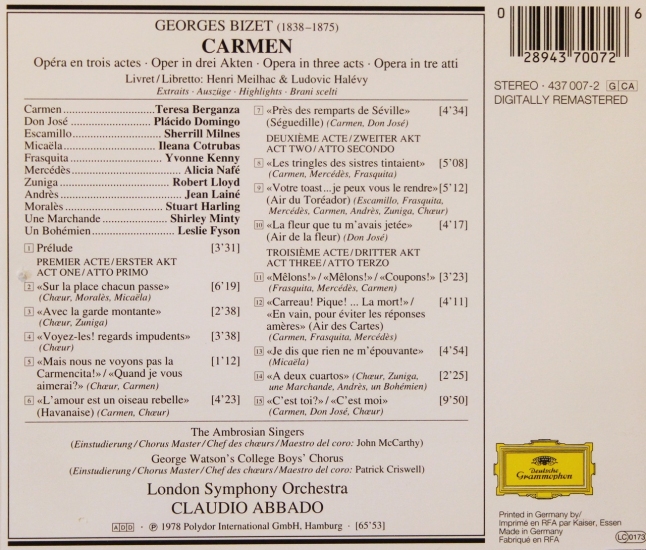 GEORGES BIZET (1838–1875)
CARMEN
Opéra en trois actes · Oper in drei Akten · Opera in three acts · Opera in tre atti
Livret/Libretto: Henri Meilhac & Ludovic Halévy
Extraits · Auszüge · Highlights · Brani scelti
Carmen ........ Teresa Berganza
Don José ........ Plácido Domingo
Escamillo ........ Sherrill Milnes
Micaëla ........ Ileana Cotrubas
Frasquita ........ Yvonne Kenny
Mercédès ........ Alicia Nafé
Zuniga ........ Robert Lloyd
Andrès ........ Jean Lainé
Moralès ........ Stuart Harling
Une Marchande ........ Shirley Minty
Un Bohémien ........ Leslie Fyson
1 Prélude [3'31]
PREMIER ACTE/ERSTER AKT
ACT ONE/ATTO PRIMO
2 «Sur la place chacun passe» [6'19]
(Chœur, Moralès, Micaëla)
3 «Avec la garde montante» [2'38]
(Chœur, Zuniga)
4 «Voyez-les! regards impudents» [3'38]
(Chœur)
5 «Mais nous ne voyons pas la [1'12]
Carmencita!»/«Quand je vous
aimerai?» (Chœur, Carmen)
6 «L'amour est un oiseau rebelle» [4'23]
(Havanaise) (Carmen, Chœur)
7 «Près des remparts de Séville» [4'34]
(Séguedille) (Carmen, Don José)
DEUXIÈME ACTE/ZWEITER AKT
ACT TWO/ATTO SECONDO
8 «Les tringles des sistres tintaient» [5'08]
(Carmen, Mercédès, Frasquita)
9 «Votre toast...je peux vous le rendre» [5'12]
(Air du Toréador) (Escamillo, Frasquita,
Mercédès, Carmen, Andrès, Zuniga, Chœur)
10 «La fleur que tu m'avais jetée» [4'17]
(Air de la fleur) (Don José)
TROISIÈME ACTE/DRITTER AKT
ACT THREE/ATTO TERZO
11 «Mêlons!»/«Mêlons!»/«Coupons!» [3'23]
(Frasquita, Mercédès, Carmen)
12 «Carreau! Pique! ... La mort!»/ [4'11]
«En vain, pour éviter les réponses
amères» (Air des Cartes)
(Carmen, Frasquita, Mercédès)
13 «Je dis que rien ne m'épouvante» [4'54]
(Micaëla)
14 «A deux cuartos» (Chœur, Zuniga, [2'25]
une Marchande, Andrès, un Bohémien)
15 «C'est toi?»/«C'est moi» [9'50]
(Carmen, Don José, Chœur)
The Ambrosian Singers
(Einstudierung/Chorus Master/Chef des chœurs/Maestro del coro: John McCarthy)
George Watson's College Boys' Chorus
(Einstudierung/Chorus Master/Chef des chœurs/Maestro del coro: Patrick Criswell)
London Symphony Orchestra
CLAUDIO ABBADO
ADD · ℗ 1978 Polydor International GmbH, Hamburg · [65'53]
0 28943 70072 6
STEREO · 437 007-2 G CA
DIGITALLY REMASTERED
Deutsche
Grammophon
Printed in Germany by/
Imprimé en RFA par Kaiser, Essen
Made in Germany
Fabriqué en RFA
LC 0173